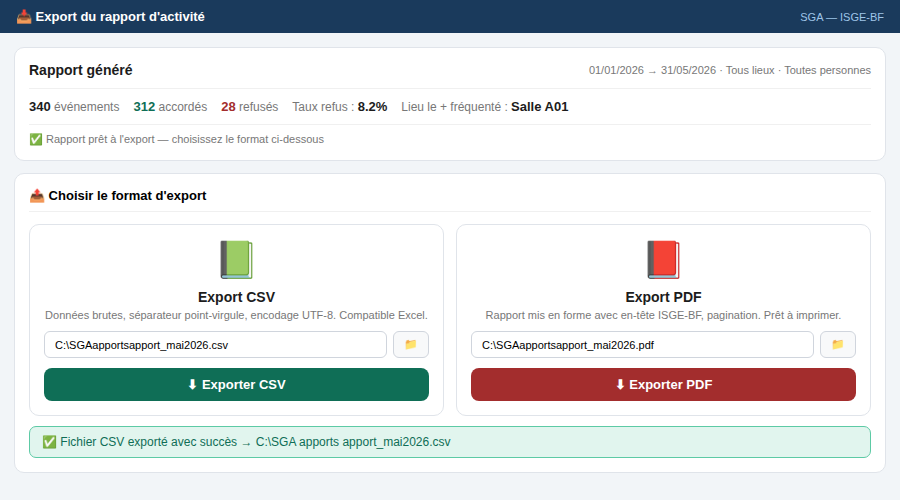 📥 Export du rapport d'activité
SGA — ISGE-BF
Rapport généré
01/01/2026 → 31/05/2026 · Tous lieux · Toutes personnes
340 événements 312 accordés 28 refusés Taux refus : 8.2% Lieu le + fréquenté : Salle A01
✅ Rapport prêt à l'export — choisissez le format ci-dessous
📤 Choisir le format d'export
Export CSV
Données brutes, séparateur point-virgule, encodage UTF-8. Compatible Excel.
C:\SGAapportsapport_mai2026.csv
⬇ Exporter CSV
Export PDF
Rapport mis en forme avec en-tête ISGE-BF, pagination. Prêt à imprimer.
C:\SGAapportsapport_mai2026.pdf
⬇ Exporter PDF
✅ Fichier CSV exporté avec succès → C:\SGA apports apport_mai2026.csv